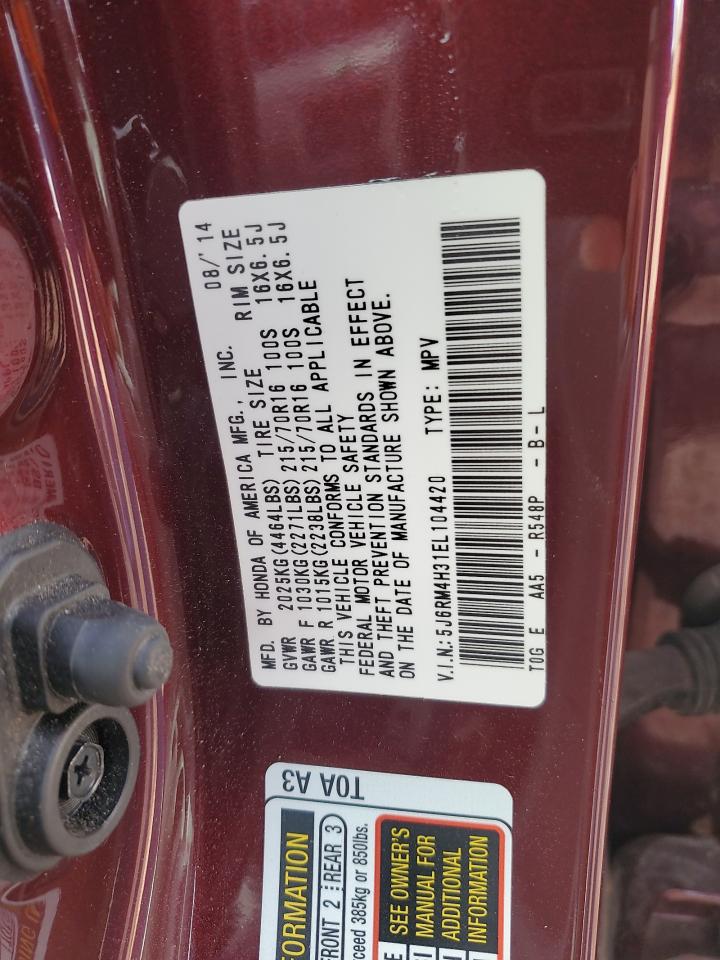 08/'14
MFD. BY HONDA OF AMERICA MFG., INC.
GVWR 2025KG(4464LBS) TIRE SIZE RIM SIZE
GAWR F 1030KG(2271LBS) 215/70R16 100S 16X6.5J
GAWR R 1015KG(2238LBS) 215/70R16 100S 16X6.5J
THIS VEHICLE CONFORMS TO ALL APPLICABLE
FEDERAL MOTOR VEHICLE SAFETY
AND THEFT PREVENTION STANDARDS IN EFFECT
ON THE DATE OF MANUFACTURE SHOWN ABOVE.
V.I.N.:5J6RM4H31EL104420 TYPE: MPV
T0G E AA5 - R548P - B - L
T0A A3
FORMATION
FRONT 2 REAR 3
ceed 385kg or 850lbs.
SEE OWNER'S
MANUAL FOR
ADDITIONAL
INFORMATION